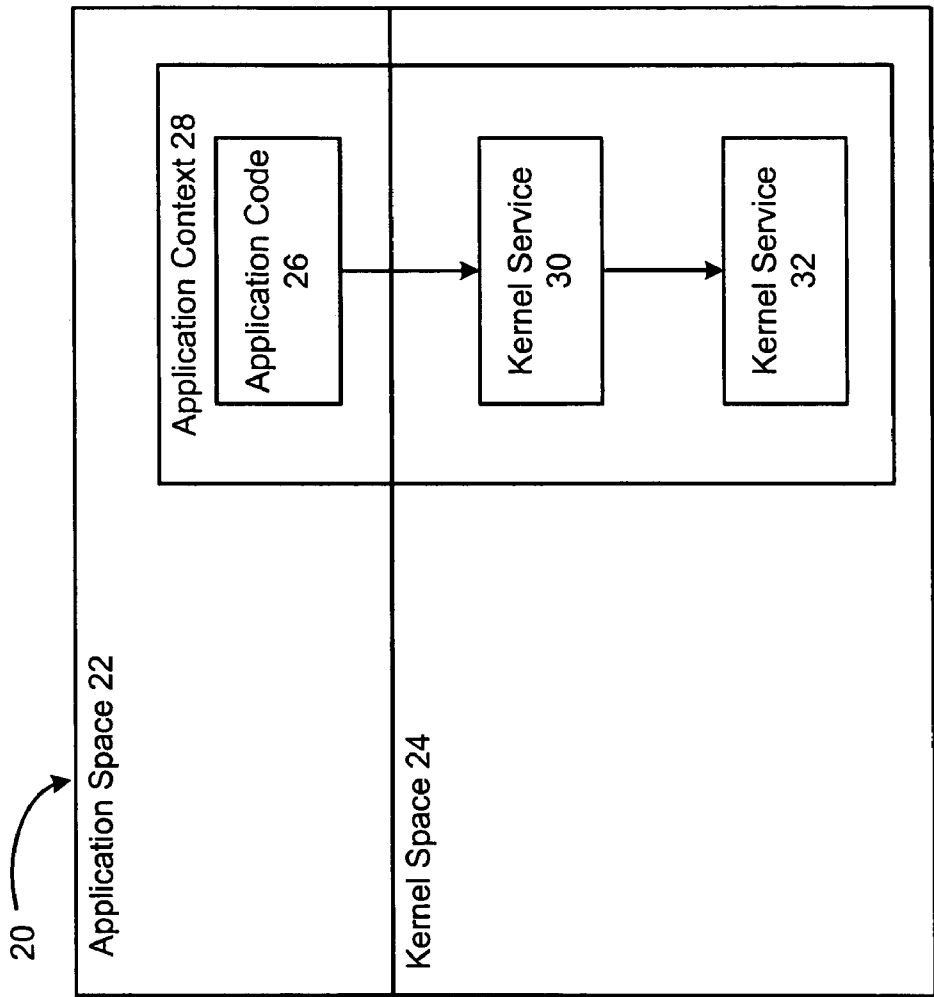 20
Application Space 22
Application Context 28
Application Code
26
Kernel Space 24
Kernel Service
30
Kernel Service
32